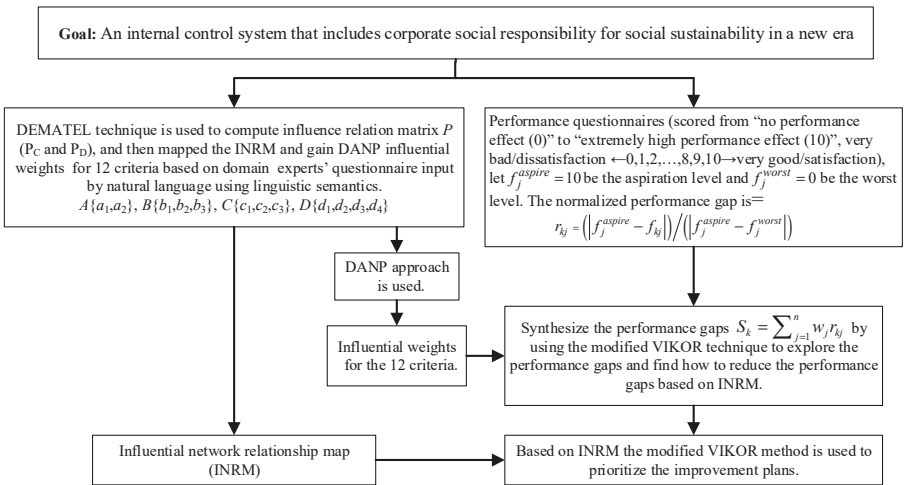 Goal: An internal control system that includes corporate social responsibility for social sustainability in a new era
DEMATEL technique is used to compute influence relation matrix P
(P_C and P_D), and then mapped the INRM and gain DANP influential
weights for 12 criteria based on domain experts' questionnaire input
by natural language using linguistic semantics.
A{a_1,a_2}, B{b_1,b_2,b_3}, C{c_1,c_2,c_3}, D{d_1,d_2,d_3,d_4}
Performance questionnaires (scored from “no performance
effect (0)” to “extremely high performance effect (10)”, very
bad/dissatisfaction ←0,1,2,…,8,9,10→very good/satisfaction),
let f_j^{aspire} =10 be the aspiration level and f_j^{worst} = 0 be the worst
level. The normalized performance gap is=
r_{kj} = (|f_j^{aspire} − f_{kj}|)/(|f_j^{aspire} − f_j^{worst}|)
DANP approach
is used.
Influential weights
for the 12 criteria.
Synthesize the performance gaps S_k = ∑_{j=1}^{n} w_j r_{kj} by
using the modified VIKOR technique to explore the
performance gaps and find how to reduce the performance
gaps based on INRM.
Influential network relationship map
(INRM)
Based on INRM the modified VIKOR method is used to
prioritize the improvement plans.